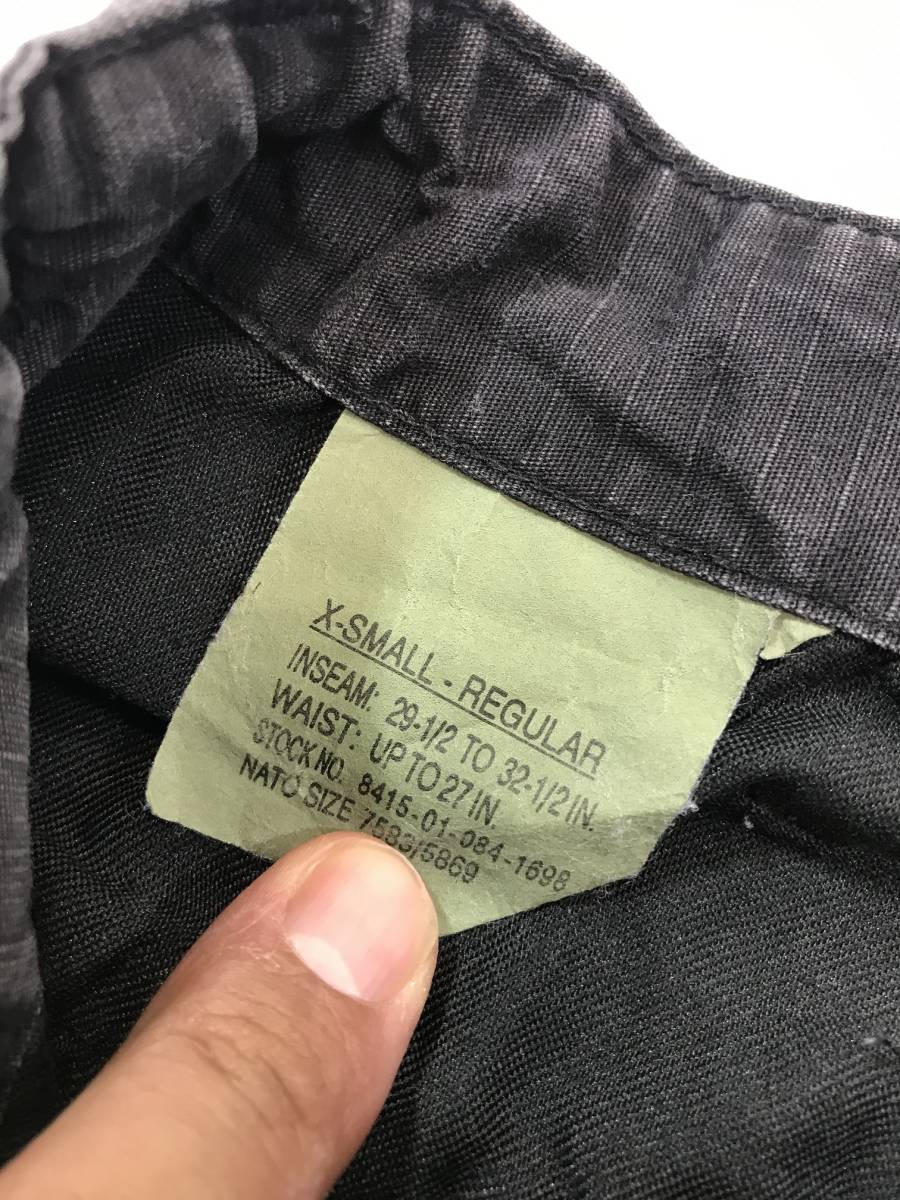 X-SMALL - REGULAR
INSEAM: 29-1/2 TO 32-1/2 IN.
WAIST: UP TO 27 IN.
STOCK NO. 8415-01-084-1698
NATO SIZE 7583/5869